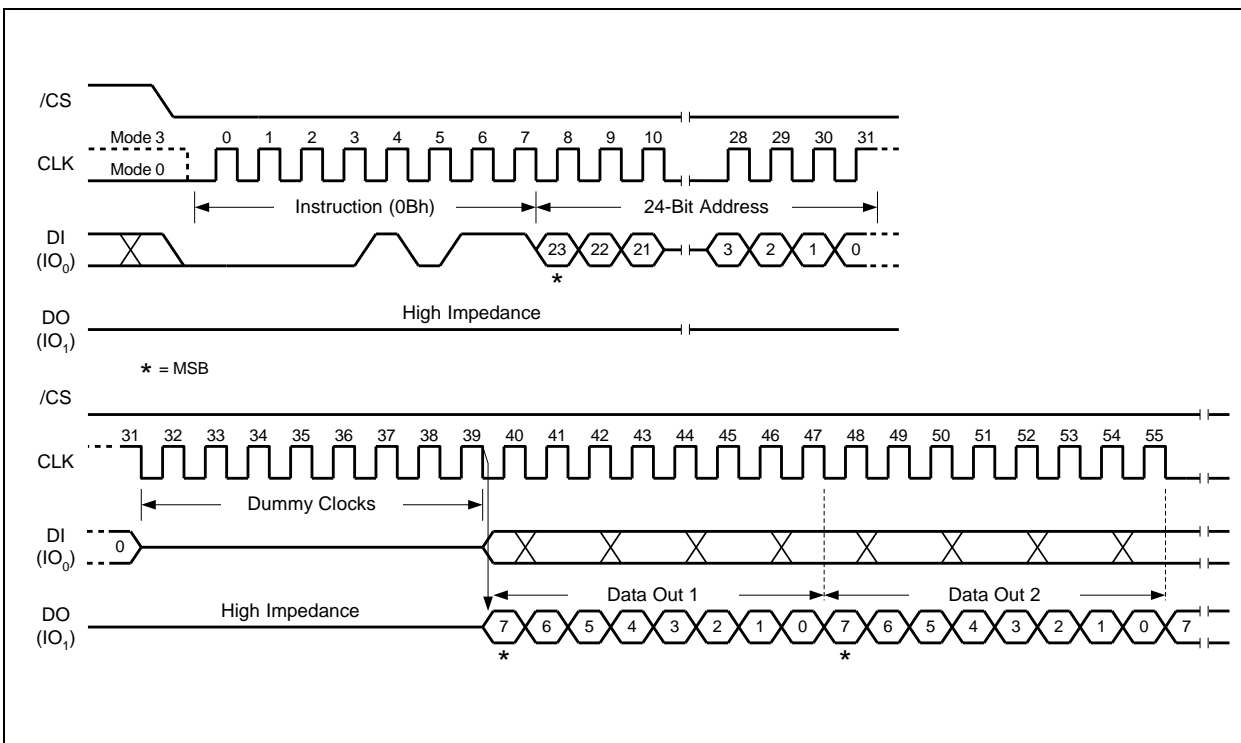 /CS
Mode 3 0 1 2 3 4 5 6 7 8 9 10 28 29 30 31
CLK
Mode 0
Instruction (0Bh) 24-Bit Address
DI
(IO0) 23 22 21 3 2 1 0
*
High Impedance
DO
(IO1)
* = MSB
/CS
31 32 33 34 35 36 37 38 39 40 41 42 43 44 45 46 47 48 49 50 51 52 53 54 55
CLK
Dummy Clocks
DI
(IO0) 0
Data Out 1 Data Out 2
High Impedance
DO
(IO1) 7 6 5 4 3 2 1 0 7 6 5 4 3 2 1 0 7
* *